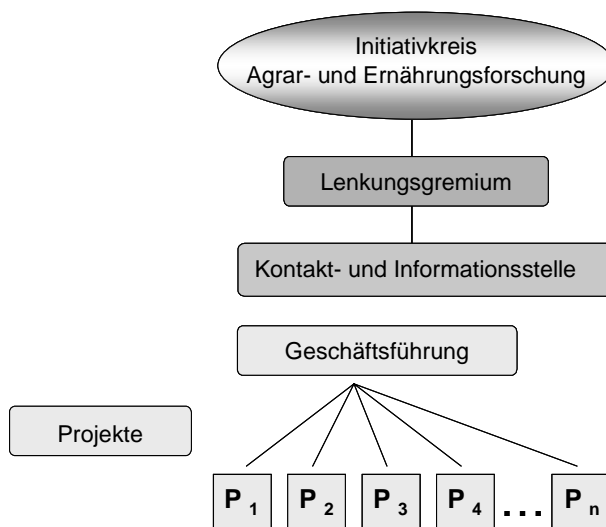 Initiativkreis
Agrar- und Ernährungsforschung
Lenkungsgremium
Kontakt- und Informationsstelle
Geschäftsführung
Projekte
P 1 P 2 P 3 P 4 ... P n